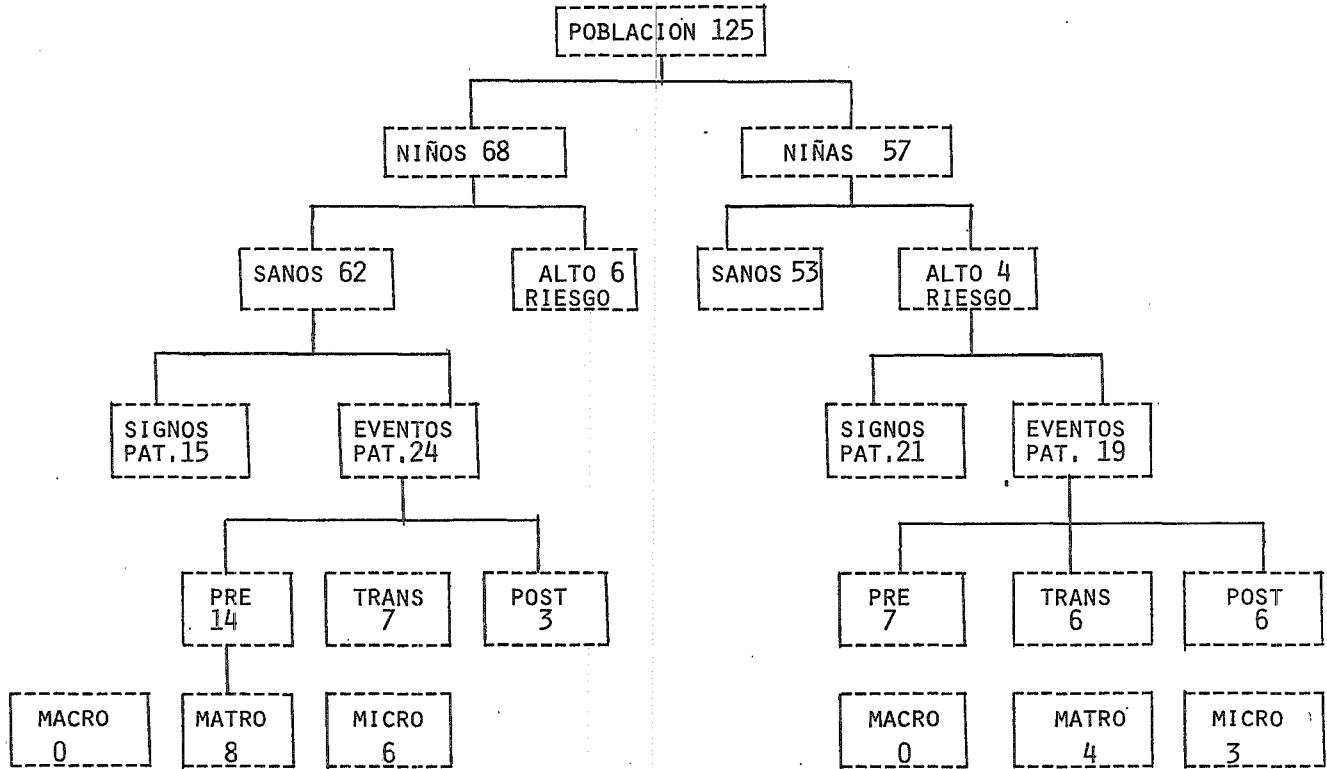 POBLACION 125
NIÑOS 68
NIÑAS 57
SANOS 62
ALTO 6
RIESGO
SANOS 53
ALTO 4
RIESGO
SIGNOS
PAT.15
EVENTOS
PAT.24
SIGNOS
PAT.21
EVENTOS
PAT. 19
PRE
14
TRANS
7
POST
3
PRE
7
TRANS
6
POST
6
MACRO
0
MATRO
8
MICRO
6
MACRO
0
MATRO
4
MICRO
3